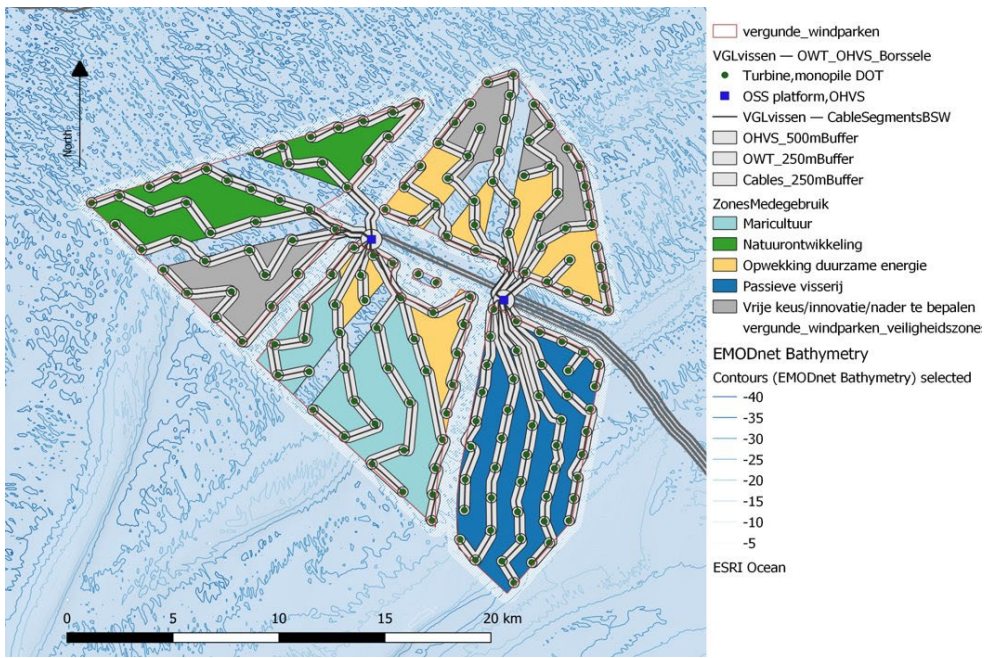 North
0 5 10 15 20 km
vergunde_windparken
VGLvissen — OWT_OHVS_Borssele
Turbine,monopile DOT
OSS platform,OHVS
VGLvissen — CableSegmentsBSW
OHVS_500mBuffer
OWT_250mBuffer
Cables_250mBuffer
ZonesMedegebruik
Maricultuur
Natuurontwikkeling
Opwekking duurzame energie
Passieve visserij
Vrije keus/innovatie/nader te bepalen
vergunde_windparken_veiligheidszones
EMODnet Bathymetry
Contours (EMODnet Bathymetry) selected
-40
-35
-30
-25
-20
-15
-10
-5
ESRI Ocean